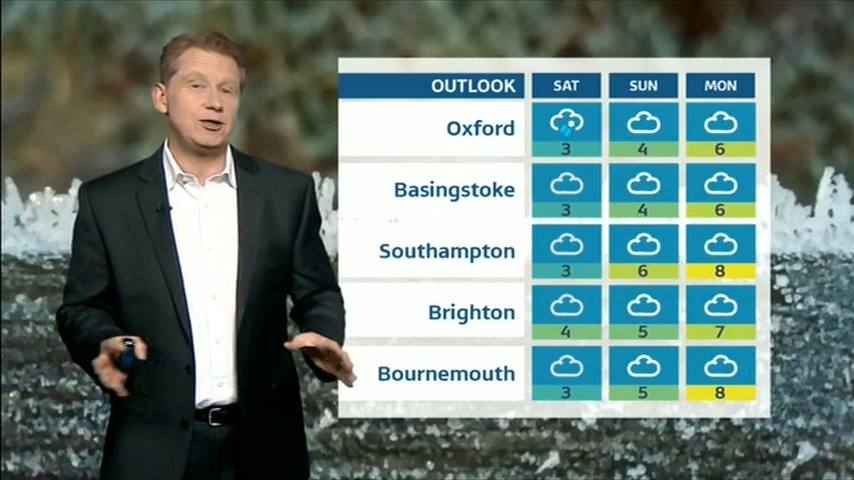 OUTLOOK SAT SUN MON
Oxford 3 4 6
Basingstoke 3 4 6
Southampton 3 6 8
Brighton 4 5 7
Bournemouth 3 5 8